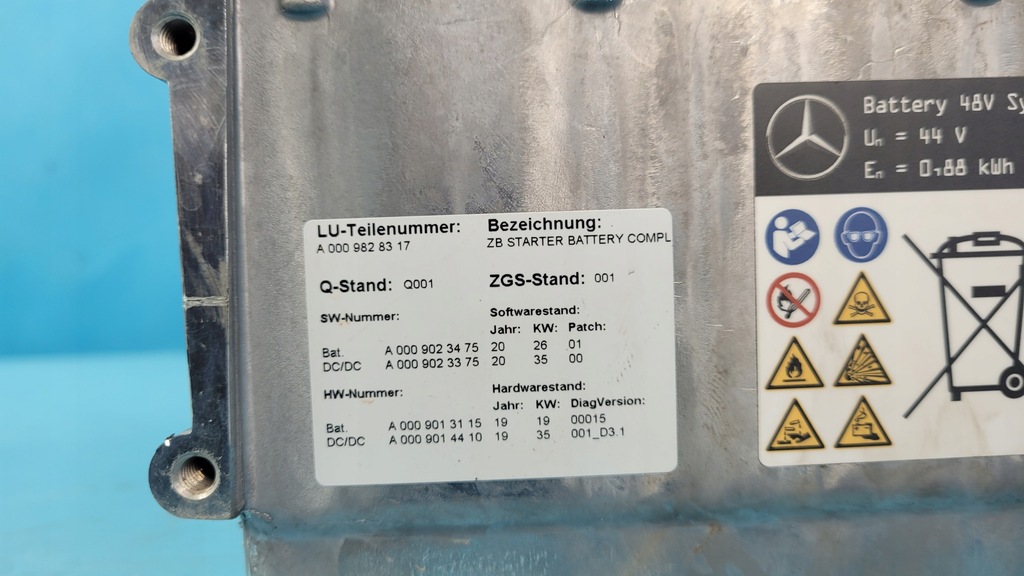 LU-Teilenummer: Bezeichnung:
A 000 982 83 17 ZB STARTER BATTERY COMPL
Q-Stand: Q001 ZGS-Stand: 001
SW-Nummer: Softwarestand:
Jahr: KW: Patch:
Bat. A 000 902 34 75 20 26 01
DC/DC A 000 902 33 75 20 35 00
HW-Nummer: Hardwarestand:
Jahr: KW: DiagVersion:
Bat. A 000 901 31 15 19 19 00015
DC/DC A 000 901 44 10 19 35 001_D3.1
Battery 48V Sy
Un = 44 V
En = 0,88 kWh